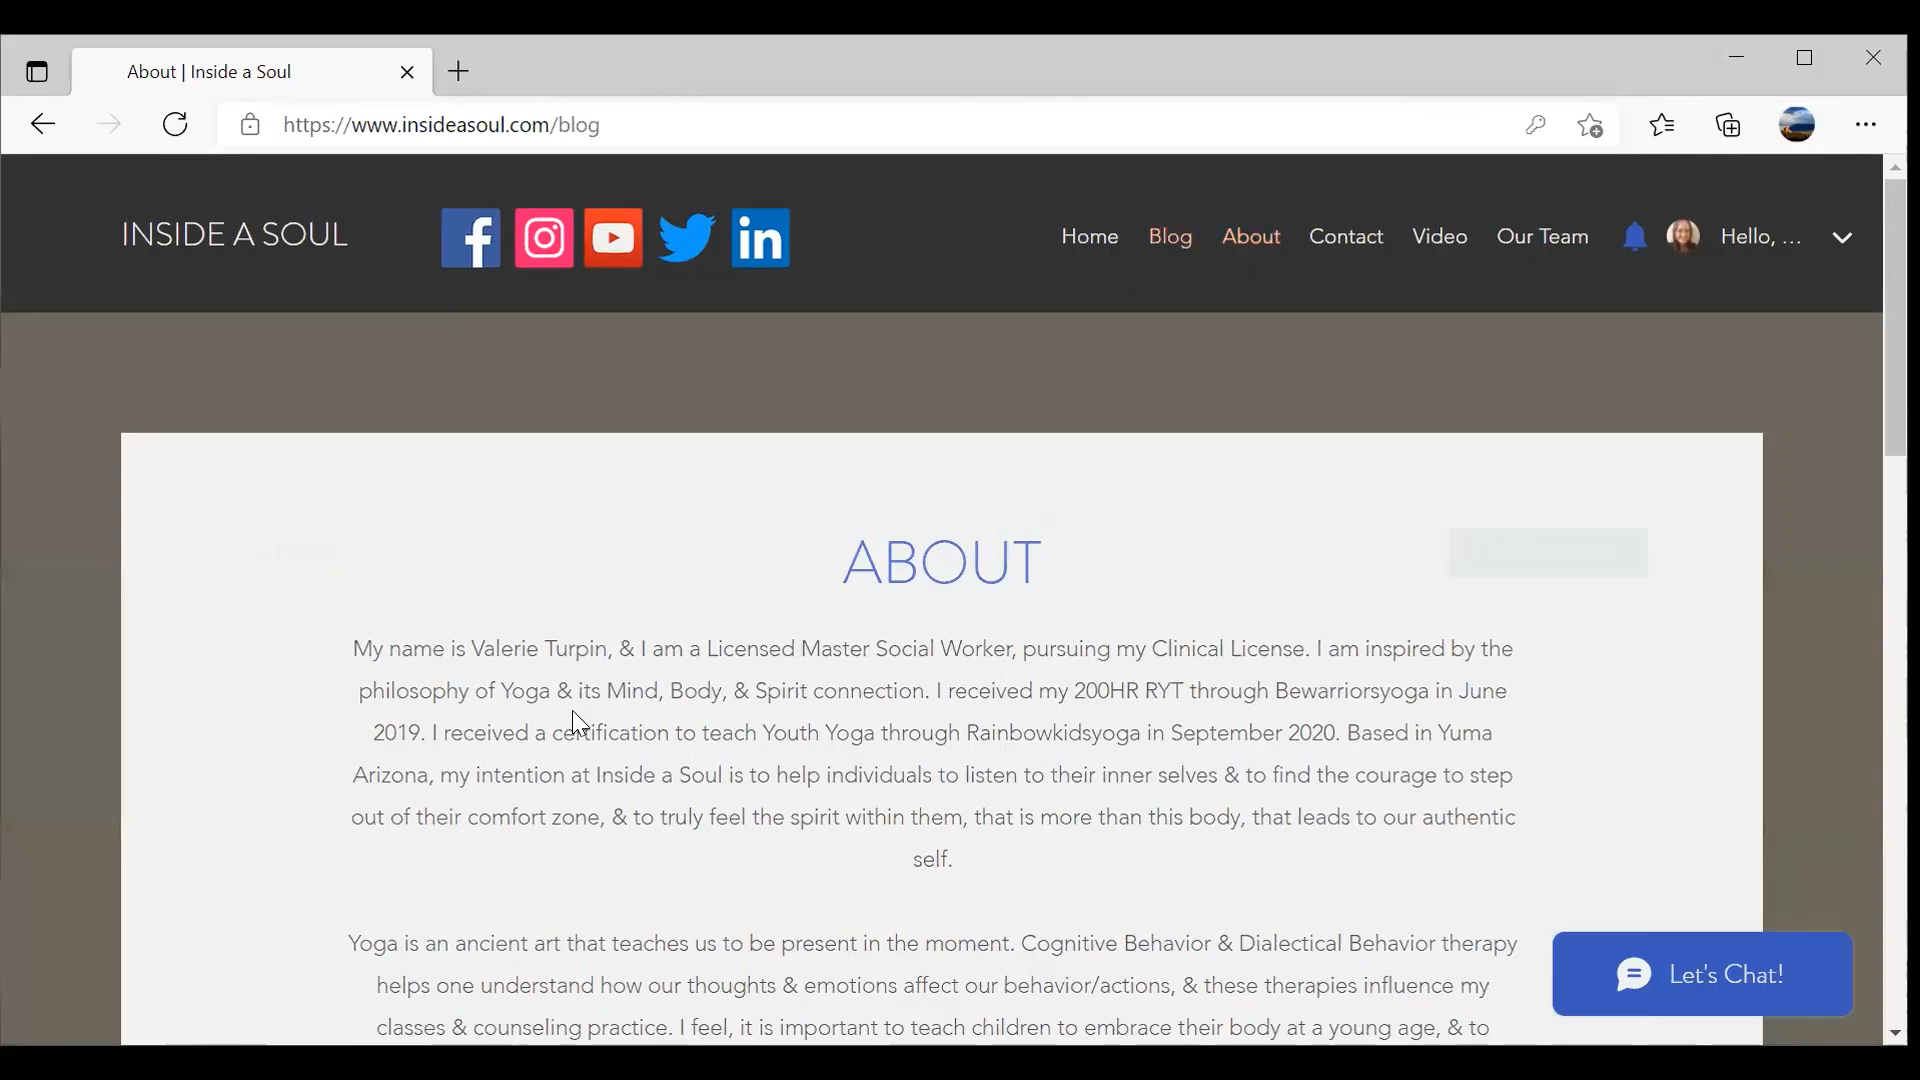 About | Inside a Soul
https://www.insideasoul.com/blog
INSIDE A SOUL
Home Blog About Contact Video Our Team Hello, ...
ABOUT
My name is Valerie Turpin, & I am a Licensed Master Social Worker, pursuing my Clinical License. I am inspired by the
philosophy of Yoga & its Mind, Body, & Spirit connection. I received my 200HR RYT through Bewarriorsyoga in June
2019. I received a certification to teach Youth Yoga through Rainbowkidsyoga in September 2020. Based in Yuma
Arizona, my intention at Inside a Soul is to help individuals to listen to their inner selves & to find the courage to step
out of their comfort zone, & to truly feel the spirit within them, that is more than this body, that leads to our authentic
self.
Yoga is an ancient art that teaches us to be present in the moment. Cognitive Behavior & Dialectical Behavior therapy
helps one understand how our thoughts & emotions affect our behavior/actions, & these therapies influence my
classes & counseling practice. I feel, it is important to teach children to embrace their body at a young age, & to
Let's Chat!